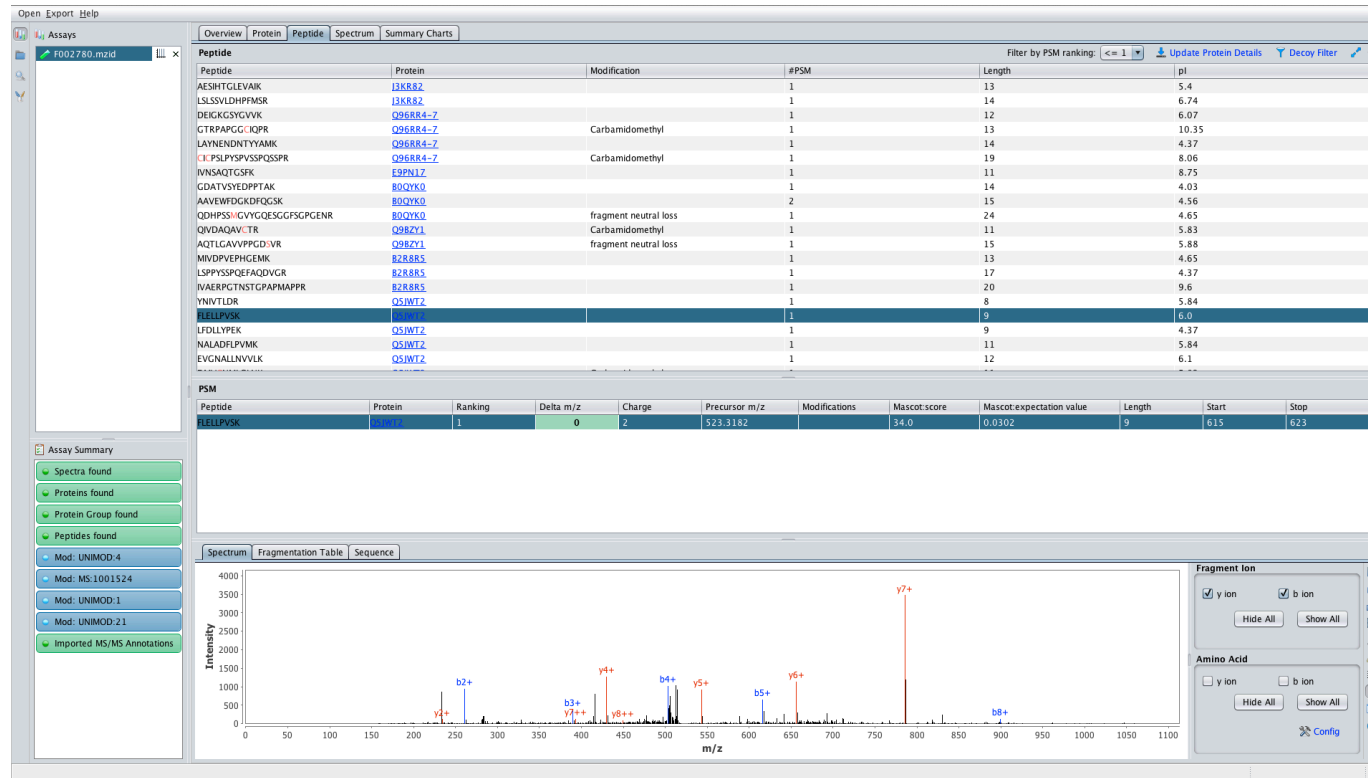 Open Export Help
Assays
F002780.mzid
Overview Protein Peptide Spectrum Summary Charts
Peptide Filter by PSM ranking: <= 1 Update Protein Details Decoy Filter
Peptide Protein Modification #PSM Length pI
AESIHTGLEVAIK J3KR82 1 13 5.4
LSLSSVLDHPFMSR J3KR82 1 14 6.74
DEIGKGSYGVVK Q96RR4-7 1 12 6.07
GTRPAPGGCIQPR Q96RR4-7 Carbamidomethyl 1 13 10.35
LAYNENDNTYYAMK Q96RR4-7 1 14 4.37
CICPSLPYSPVSSPQSSPR Q96RR4-7 Carbamidomethyl 1 19 8.06
IVNSAQTGSFK E9PN17 1 11 8.75
GDATVSYEDPPTAK B0QYK0 1 14 4.03
AAVEWFDGKDFQGSK B0QYK0 2 15 4.56
QDHPSSMGVYGQESGGFSGPGENR B0QYK0 fragment neutral loss 1 24 4.65
QIVDAQAVCTR Q9BZY1 Carbamidomethyl 1 11 5.83
AQTLGAVVPPGDSVR Q9BZY1 fragment neutral loss 1 15 5.88
MIVDPVEPHGEMK B2R8R5 1 13 4.65
LSPPYSSPQEFAQDVGR B2R8R5 1 17 4.37
IVAERPGTNSTGPAPMAPPR B2R8R5 1 20 9.6
YNIVTLDR Q5JWT2 1 8 5.84
FLELLPVSK Q5JWT2 1 9 6.0
LFDLLYPEK Q5JWT2 1 9 4.37
NALADFLPVMK Q5JWT2 1 11 5.84
EVGNALLNVVLK Q5JWT2 1 12 6.1
PSM
Peptide Protein Ranking Delta m/z Charge Precursor m/z Modifications Mascot:score Mascot:expectation value Length Start Stop
FLELLPVSK Q5JWT2 1 0 2 523.3182 34.0 0.0302 9 615 623
Assay Summary
Spectra found
Proteins found
Protein Group found
Peptides found
Mod: UNIMOD:4
Mod: MS:1001524
Mod: UNIMOD:1
Mod: UNIMOD:21
Imported MS/MS Annotations
Spectrum Fragmentation Table Sequence
Intensity
4000
3500
3000
2500
2000
1500
1000
500
0
y2+ b2+ b3+ y7++ y4+ y8++ b4+ y5+ b5+ y6+ y7+ b8+
0 50 100 150 200 250 300 350 400 450 500 550 600 650 700 750 800 850 900 950 1000 1050 1100
m/z
Fragment Ion
y ion b ion
Hide All Show All
Amino Acid
y ion b ion
Hide All Show All
Config